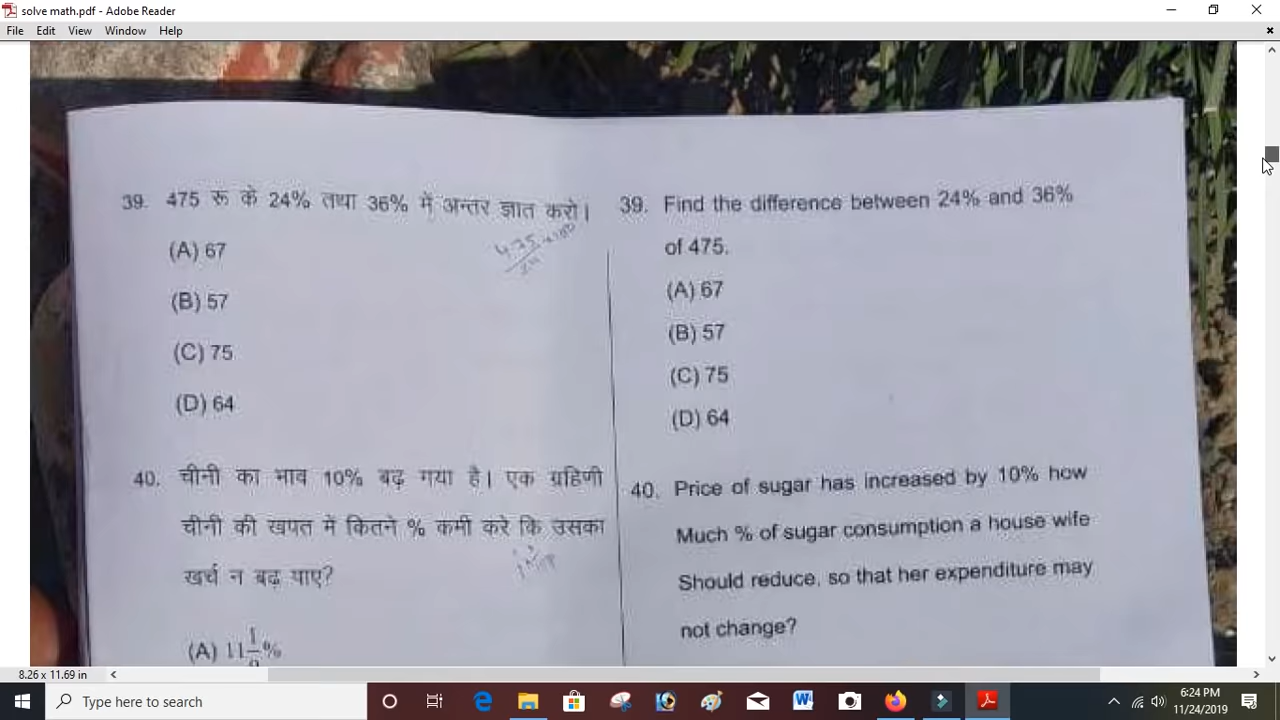 solve math.pdf - Adobe Reader
File Edit View Window Help
39. 475 रू के 24% तथा 36% में अन्तर ज्ञात करो।
(A) 67
(B) 57
(C) 75
(D) 64
40. चीनी का भाव 10% बढ़ गया है। एक ग्रहिणी
चीनी की खपत में कितने % कमी करे कि उसका
खर्च न बढ़ पाए?
(A) 11 1/9 %
39. Find the difference between 24% and 36%
of 475.
(A) 67
(B) 57
(C) 75
(D) 64
40. Price of sugar has increased by 10% how
Much % of sugar consumption a house wife
Should reduce, so that her expenditure may
not change?
8.26 x 11.69 in
Type here to search
6:24 PM
11/24/2019